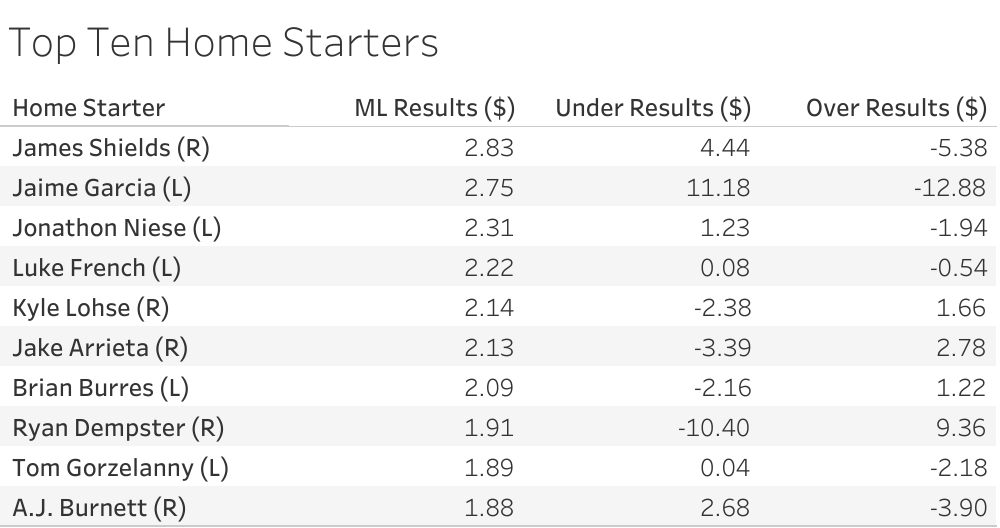 Top Ten Home Starters
Home Starter ML Results ($) Under Results ($) Over Results ($)
James Shields (R) 2.83 4.44 -5.38
Jaime Garcia (L) 2.75 11.18 -12.88
Jonathon Niese (L) 2.31 1.23 -1.94
Luke French (L) 2.22 0.08 -0.54
Kyle Lohse (R) 2.14 -2.38 1.66
Jake Arrieta (R) 2.13 -3.39 2.78
Brian Burres (L) 2.09 -2.16 1.22
Ryan Dempster (R) 1.91 -10.40 9.36
Tom Gorzelanny (L) 1.89 0.04 -2.18
A.J. Burnett (R) 1.88 2.68 -3.90